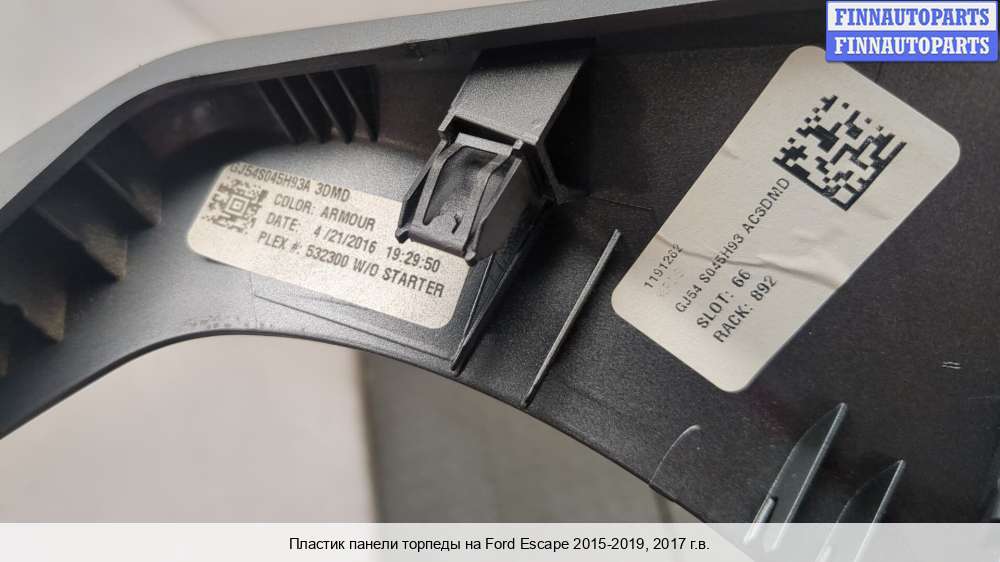 FINNAUTOPARTS
FINNAUTOPARTS
GJ54S045H93A 3DMD
COLOR: ARMOUR
DATE: 4/21/2016 19:29:50
PLEX #: 532300 W/O STARTER
1191282
GJ54 S045H93 AC3DMD
SLOT: 66
RACK: 892
Пластик панели торпеды на Ford Escape 2015-2019, 2017 г.в.